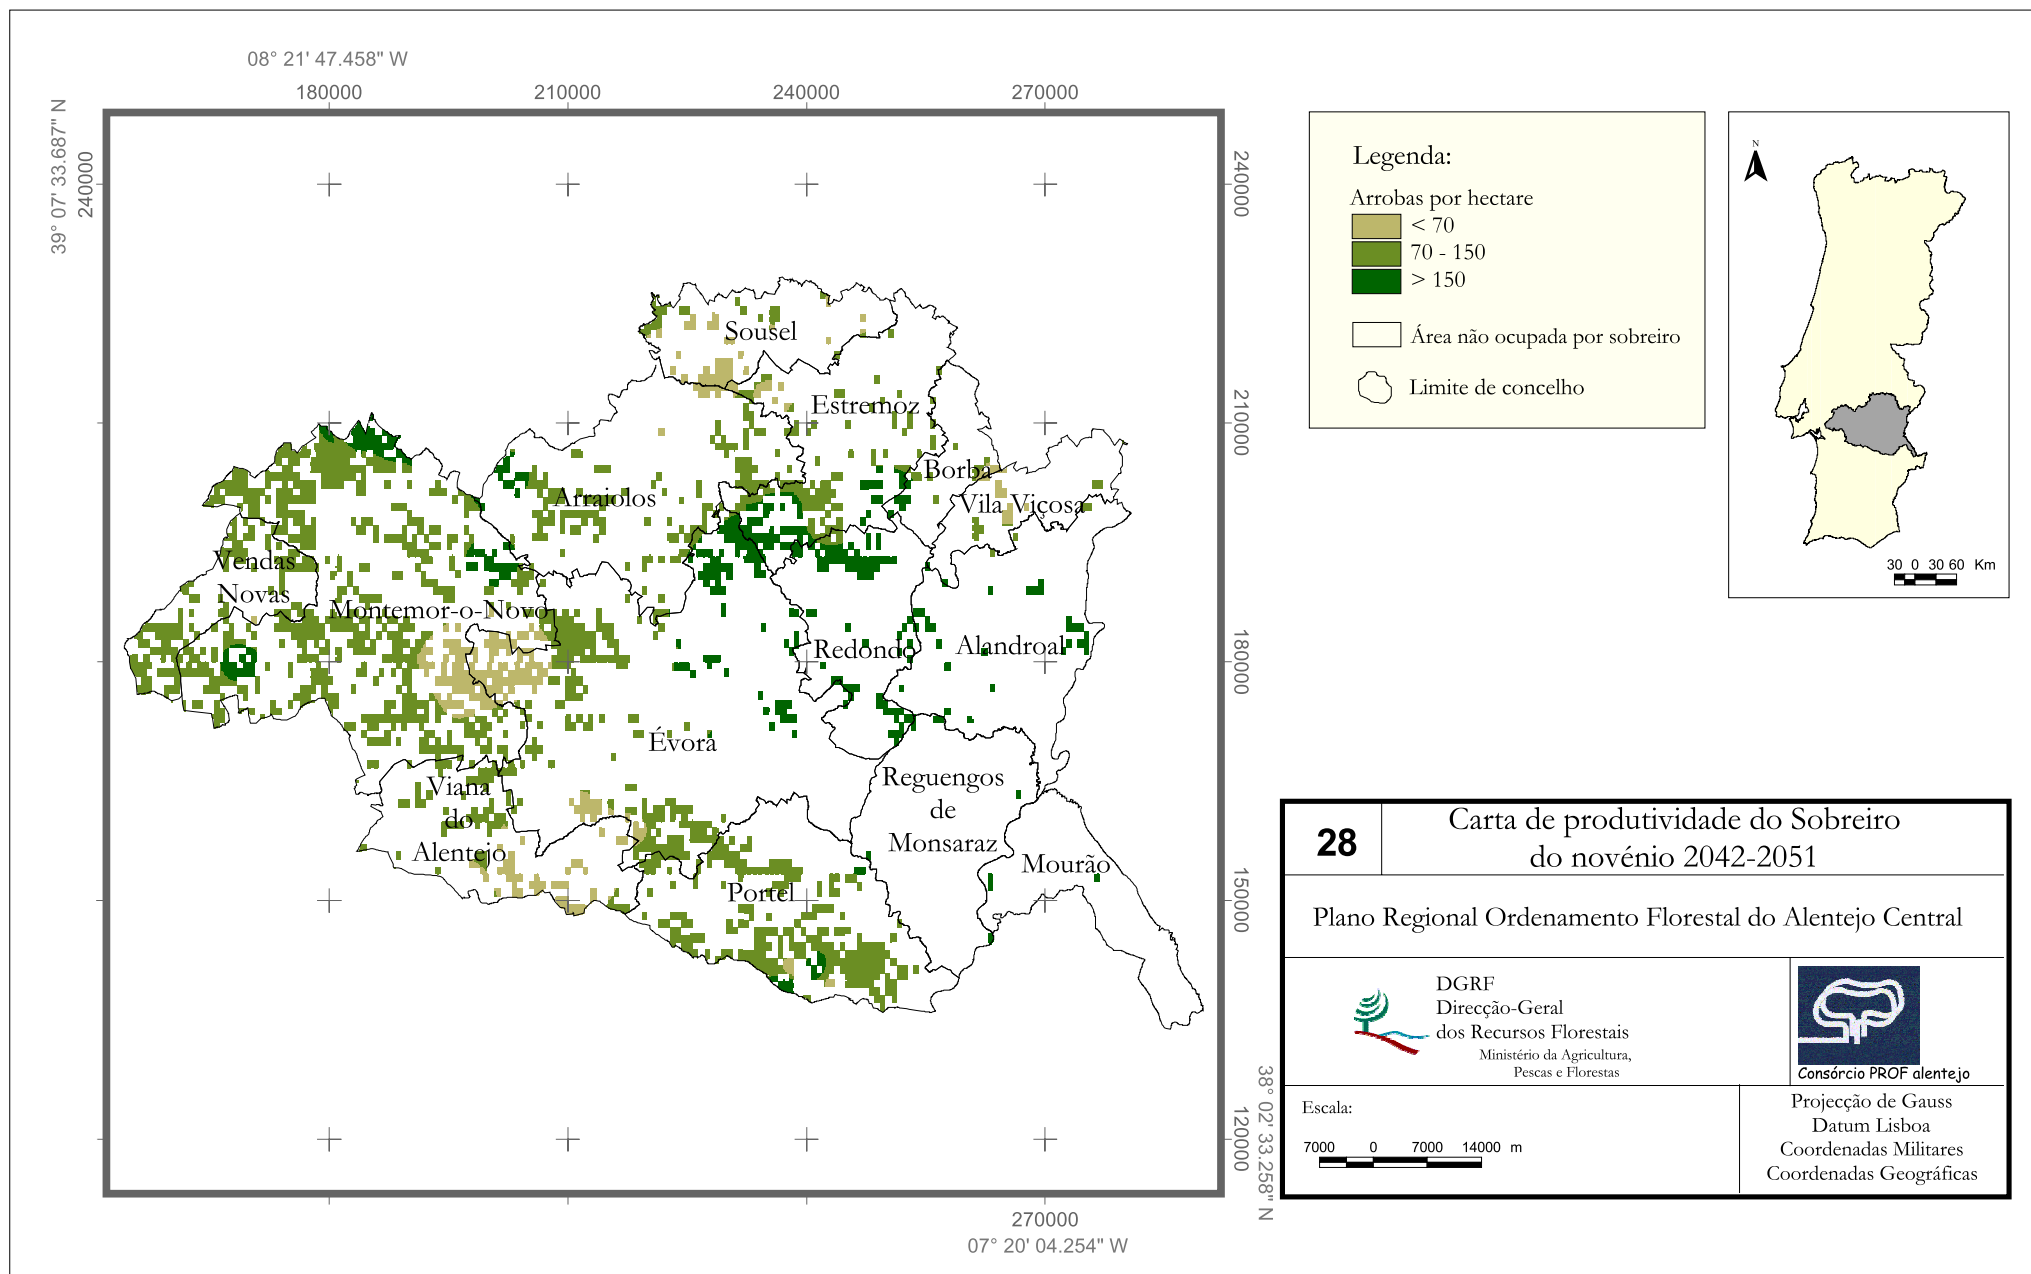 08° 21' 47.458" W
180000
210000
240000
270000
39° 07' 33.687" N
240000
240000
210000
180000
150000
120000
38° 02' 33.258" N
270000
07° 20' 04.254" W
Sousel
Estremoz
Borba
Vila Viçosa
Arraiolos
Vendas
Novas
Montemor-o-Novo
Redondo
Alandroal
Évora
Viana
do
Alentejo
Reguengos
de
Monsaraz
Mourão
Portel
Legenda:
Arrobas por hectare
< 70
70 - 150
> 150
Área não ocupada por sobreiro
Limite de concelho
N
30 0 30 60 Km
28
Carta de produtividade do Sobreiro
do novénio 2042-2051
Plano Regional Ordenamento Florestal do Alentejo Central
DGRF
Direcção-Geral
dos Recursos Florestais
Ministério da Agricultura,
Pescas e Florestas
Consórcio PROF alentejo
Escala:
7000 0 7000 14000 m
Projecção de Gauss
Datum Lisboa
Coordenadas Militares
Coordenadas Geográficas